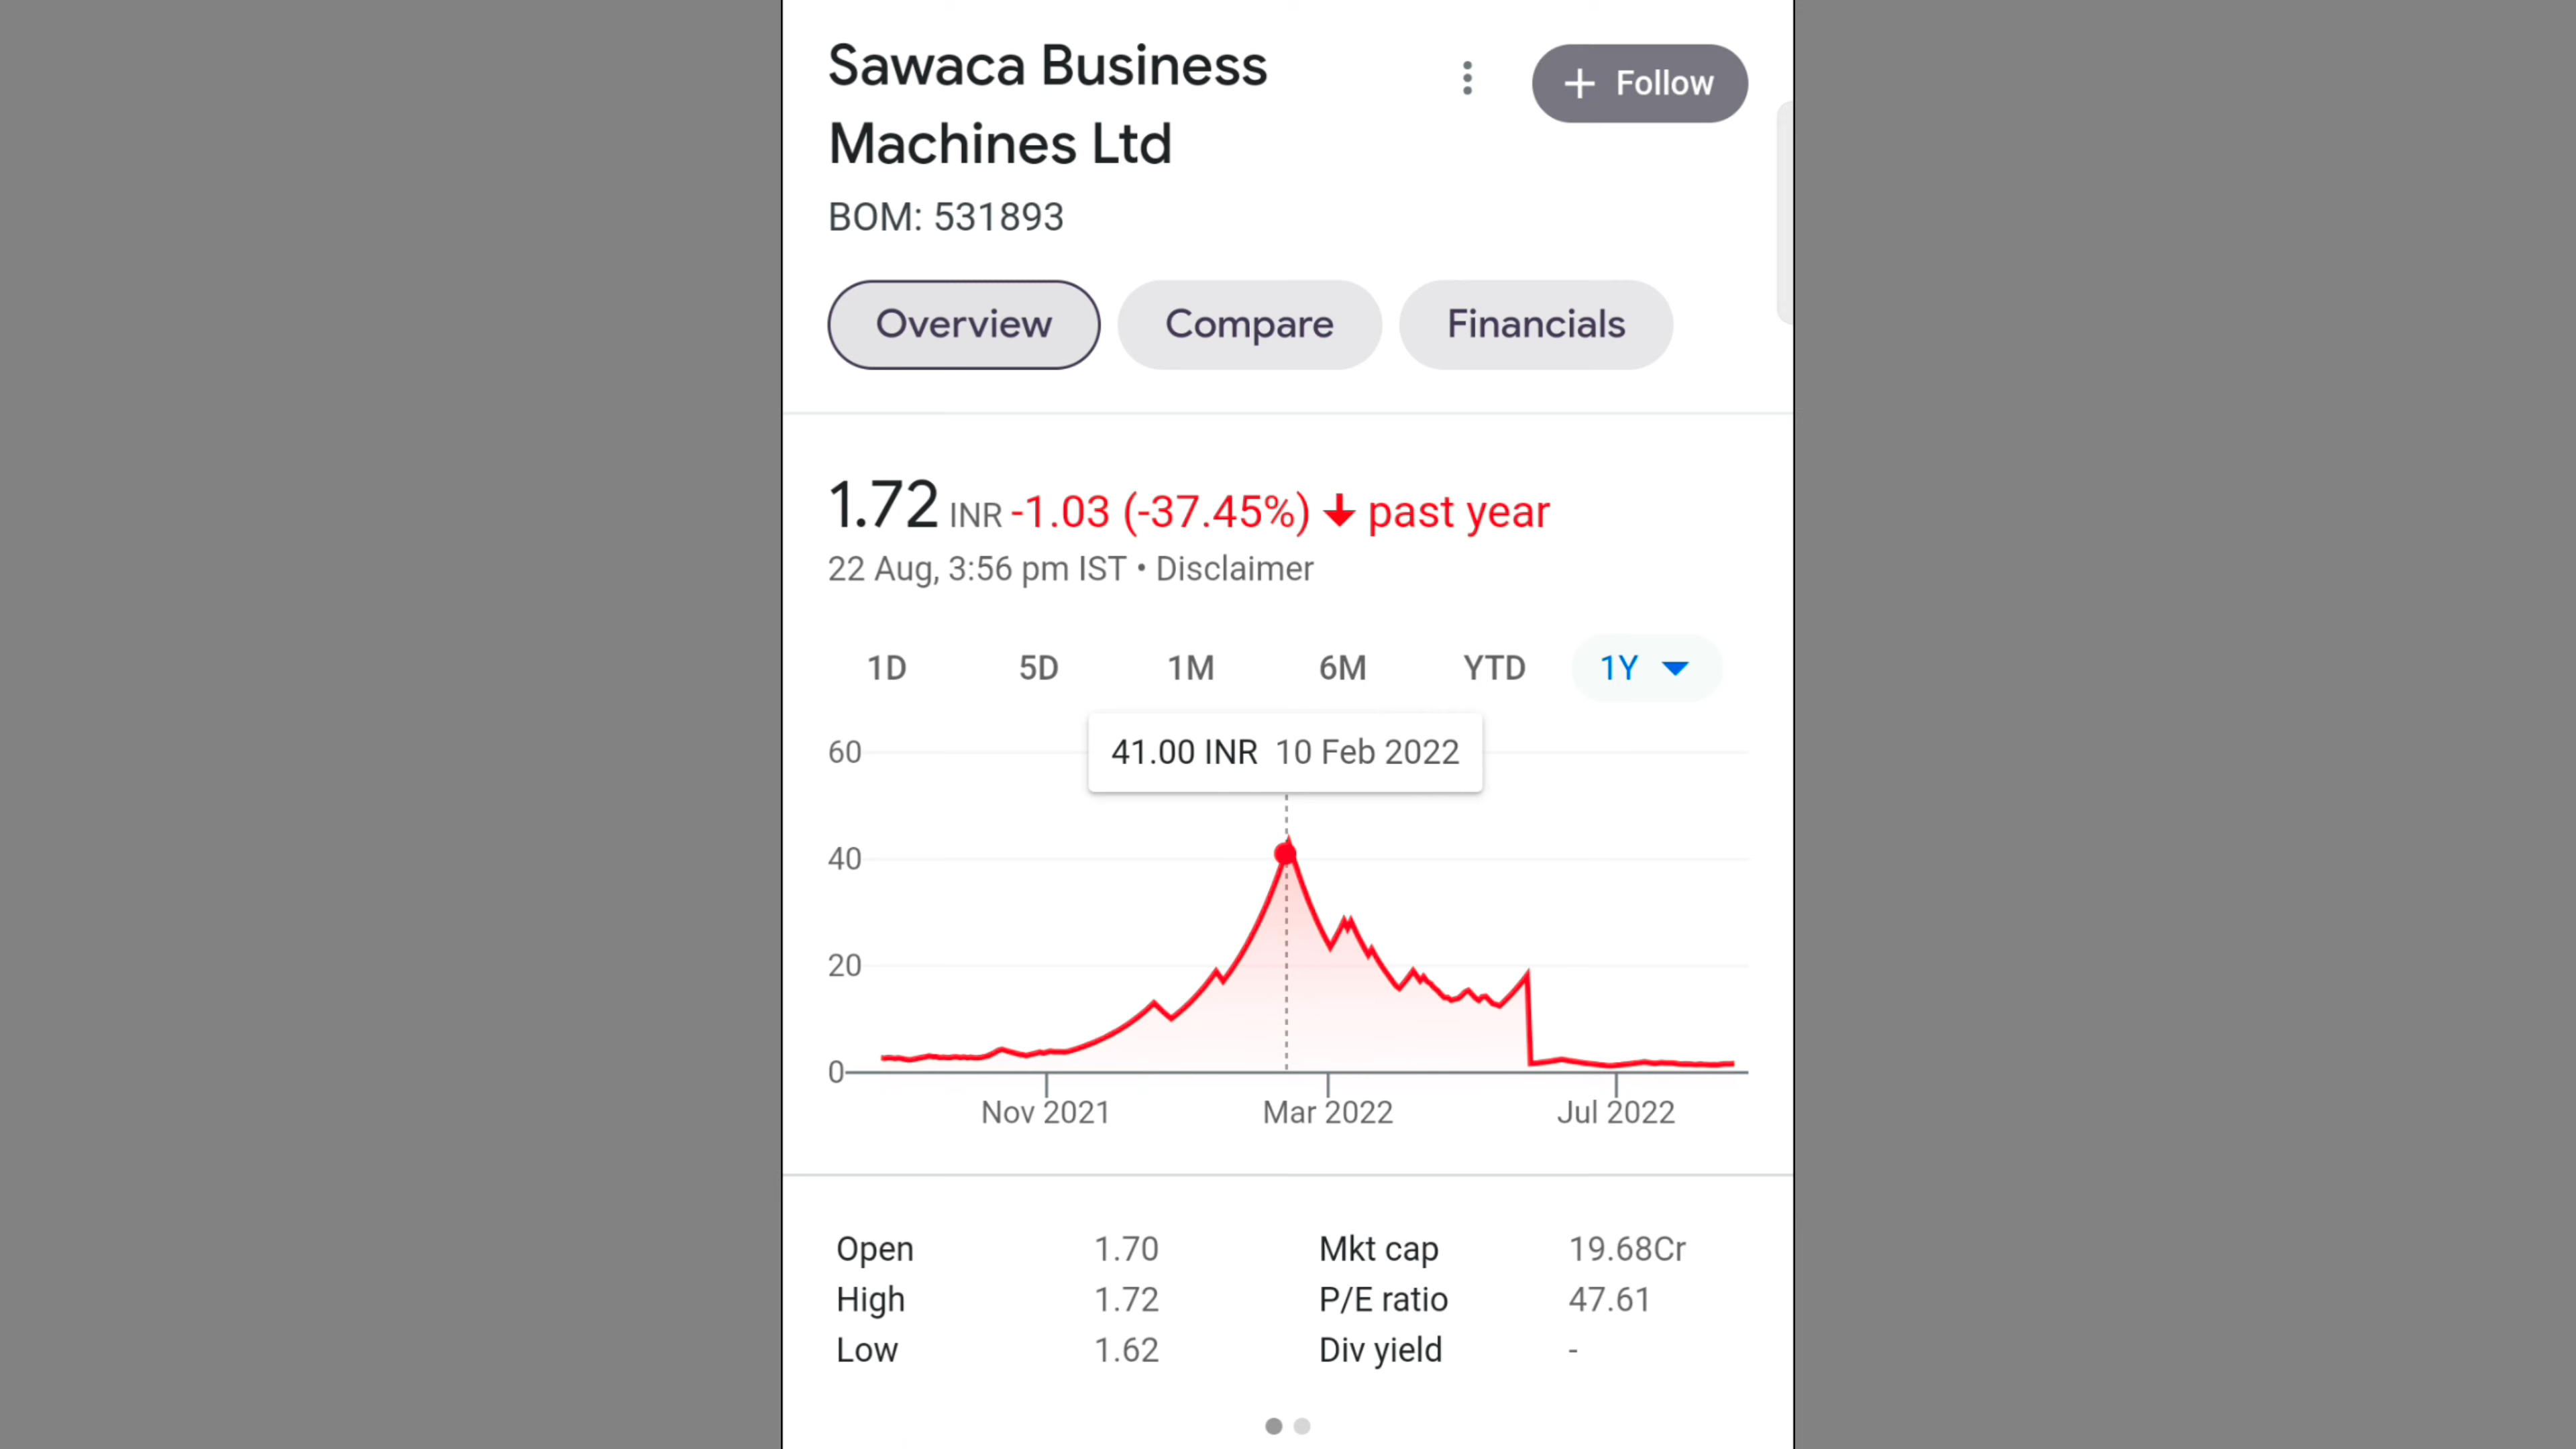 Sawaca Business
Machines Ltd
+ Follow
BOM: 531893
Overview
Compare
Financials
1.72 INR -1.03 (-37.45%) ↓ past year
22 Aug, 3:56 pm IST • Disclaimer
1D 5D 1M 6M YTD 1Y
41.00 INR 10 Feb 2022
60
40
20
0
Nov 2021 Mar 2022 Jul 2022
Open 1.70 Mkt cap 19.68Cr
High 1.72 P/E ratio 47.61
Low 1.62 Div yield -